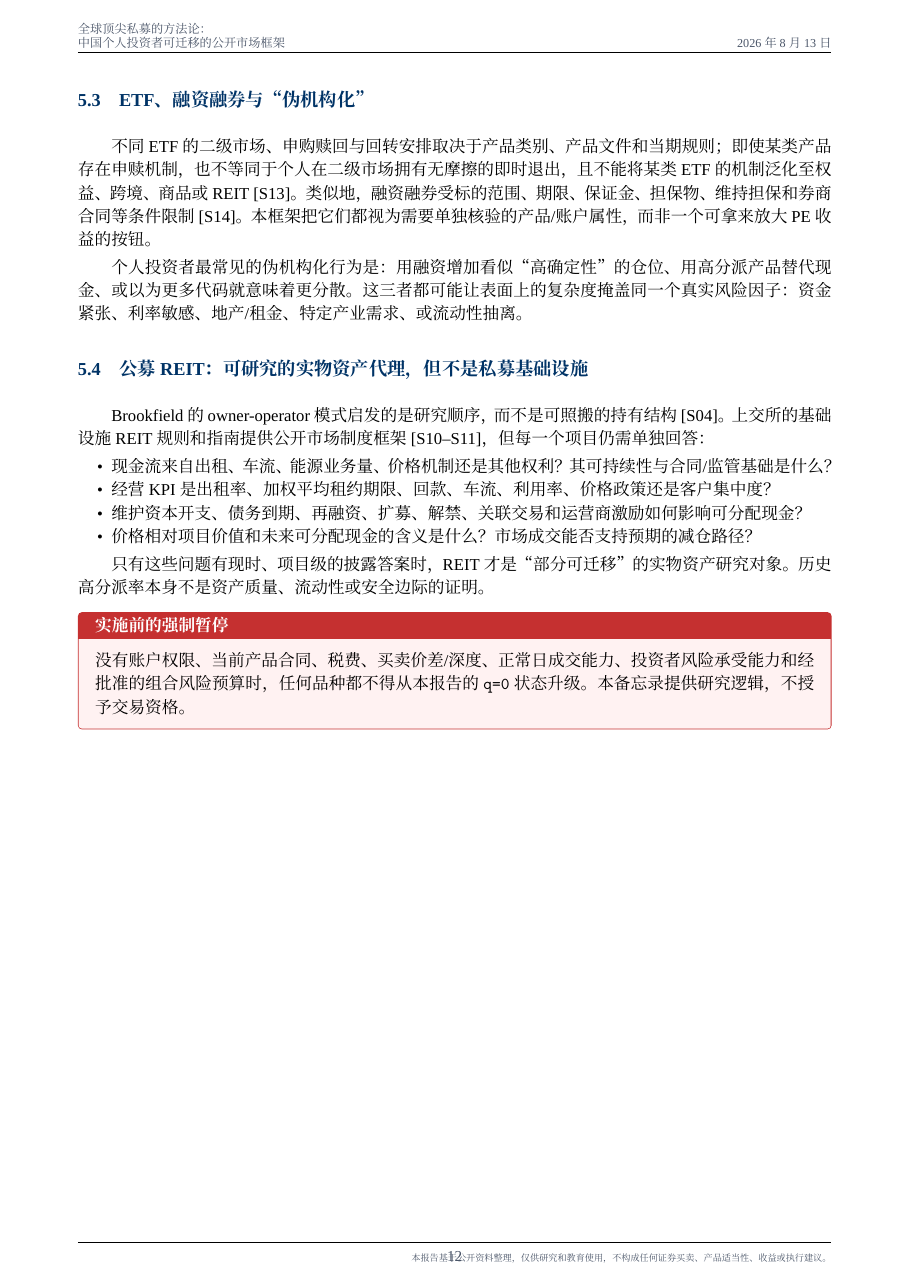 全球顶尖私募的方法论：
中国个人投资者可迁移的公开市场框架
2026 年 8 月 13 日
5.3 ETF、融资融券与“伪机构化”
不同 ETF 的二级市场、申购赎回与回转安排取决于产品类别、产品文件和当期规则；即使某类产品
存在申赎机制，也不等同于个人在二级市场拥有无摩擦的即时退出，且不能将某类 ETF 的机制泛化至权
益、跨境、商品或 REIT [S13]。类似地，融资融券受标的范围、期限、保证金、担保物、维持担保和券商
合同等条件限制 [S14]。本框架把它们都视为需要单独核验的产品/账户属性，而非一个可拿来放大 PE 收
益的按钮。
个人投资者最常见的伪机构化行为是：用融资增加看似“高确定性”的仓位、用高分派产品替代现
金、或以为更多代码就意味着更分散。这三者都可能让表面上的复杂度掩盖同一个真实风险因子：资金
紧张、利率敏感、地产/租金、特定产业需求、或流动性抽离。
5.4 公募 REIT：可研究的实物资产代理，但不是私募基础设施
Brookfield 的 owner-operator 模式启发的是研究顺序，而不是可照搬的持有结构 [S04]。上交所的基础
设施 REIT 规则和指南提供公开市场制度框架 [S10–S11]，但每一个项目仍需单独回答：
• 现金流来自出租、车流、能源业务量、价格机制还是其他权利？其可持续性与合同/监管基础是什么？
• 经营 KPI 是出租率、加权平均租约期限、回款、车流、利用率、价格政策还是客户集中度？
• 维护资本开支、债务到期、再融资、扩募、解禁、关联交易和运营商激励如何影响可分配现金？
• 价格相对项目价值和未来可分配现金的含义是什么？市场成交能否支持预期的减仓路径？
只有这些问题有现时、项目级的披露答案时，REIT 才是“部分可迁移”的实物资产研究对象。历史
高分派率本身不是资产质量、流动性或安全边际的证明。
实施前的强制暂停
没有账户权限、当前产品合同、税费、买卖价差/深度、正常日成交能力、投资者风险承受能力和经
批准的组合风险预算时，任何品种都不得从本报告的 q=0 状态升级。本备忘录提供研究逻辑，不授
予交易资格。
12
本报告基于公开资料整理，仅供研究和教育使用，不构成任何证券买卖、产品适当性、收益或执行建议。